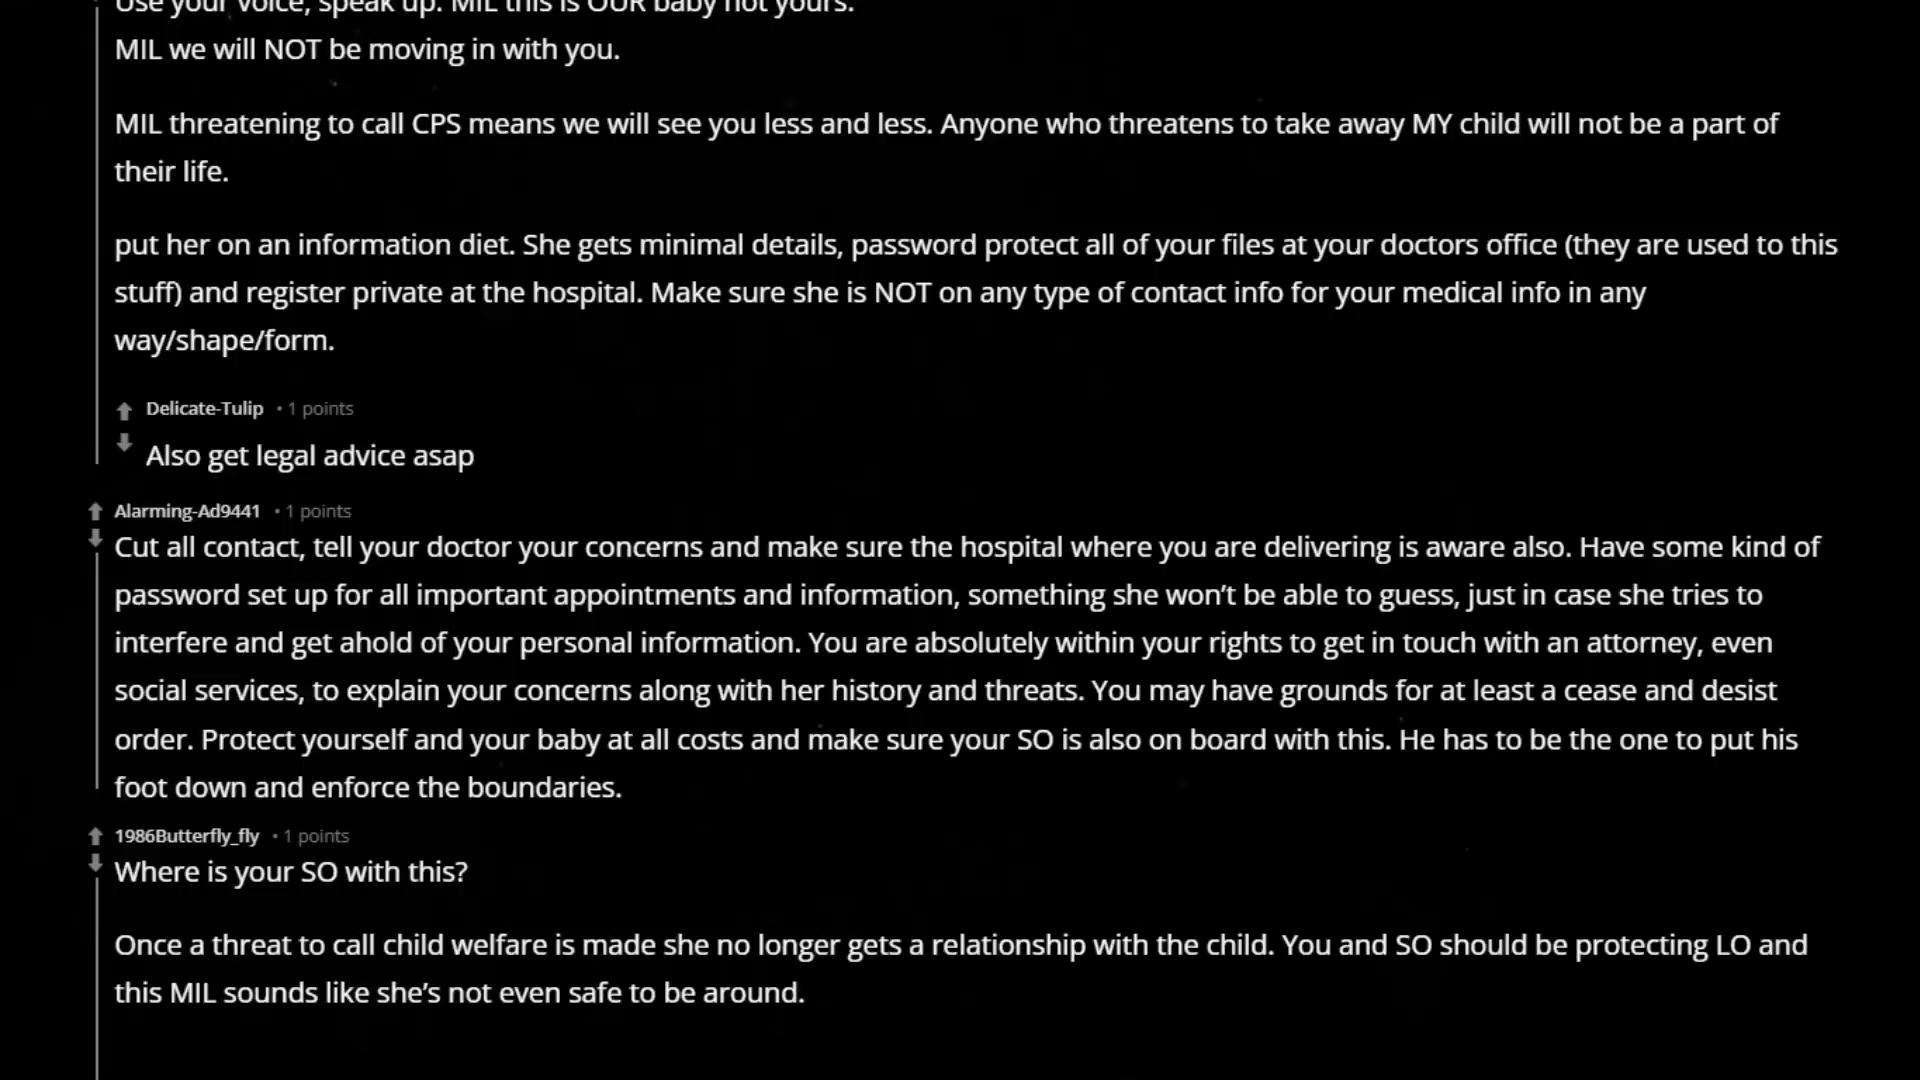 Use your voice, speak up. MIL this is OUR baby not yours.
MIL we will NOT be moving in with you.
MIL threatening to call CPS means we will see you less and less. Anyone who threatens to take away MY child will not be a part of
their life.
put her on an information diet. She gets minimal details, password protect all of your files at your doctors office (they are used to this
stuff) and register private at the hospital. Make sure she is NOT on any type of contact info for your medical info in any
way/shape/form.
Delicate-Tulip • 1 points
Also get legal advice asap
Alarming-Ad9441 • 1 points
Cut all contact, tell your doctor your concerns and make sure the hospital where you are delivering is aware also. Have some kind of
password set up for all important appointments and information, something she won’t be able to guess, just in case she tries to
interfere and get ahold of your personal information. You are absolutely within your rights to get in touch with an attorney, even
social services, to explain your concerns along with her history and threats. You may have grounds for at least a cease and desist
order. Protect yourself and your baby at all costs and make sure your SO is also on board with this. He has to be the one to put his
foot down and enforce the boundaries.
1986Butterfly_fly • 1 points
Where is your SO with this?
Once a threat to call child welfare is made she no longer gets a relationship with the child. You and SO should be protecting LO and
this MIL sounds like she’s not even safe to be around.